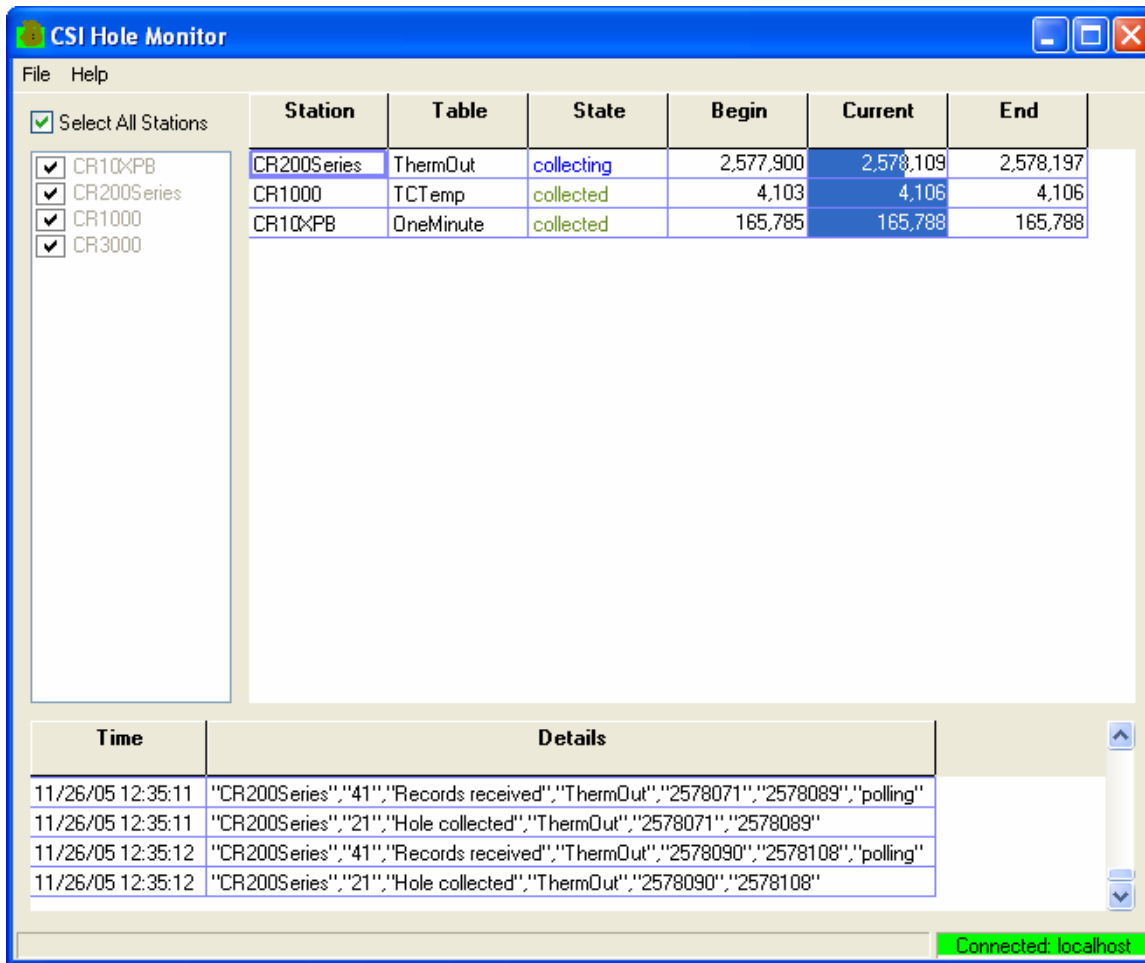 CSI Hole Monitor
File Help
Select All Stations
CR10XPB
CR200Series
CR1000
CR3000
Station Table State Begin Current End
CR200Series ThermOut collecting 2,577,900 2,578,109 2,578,197
CR1000 TCTemp collected 4,103 4,106 4,106
CR10XPB OneMinute collected 165,785 165,788 165,788
Time Details
11/26/05 12:35:11 "CR200Series","41","Records received","ThermOut","2578071","2578089","polling"
11/26/05 12:35:11 "CR200Series","21","Hole collected","ThermOut","2578071","2578089"
11/26/05 12:35:12 "CR200Series","41","Records received","ThermOut","2578090","2578108","polling"
11/26/05 12:35:12 "CR200Series","21","Hole collected","ThermOut","2578090","2578108"
Connected: localhost